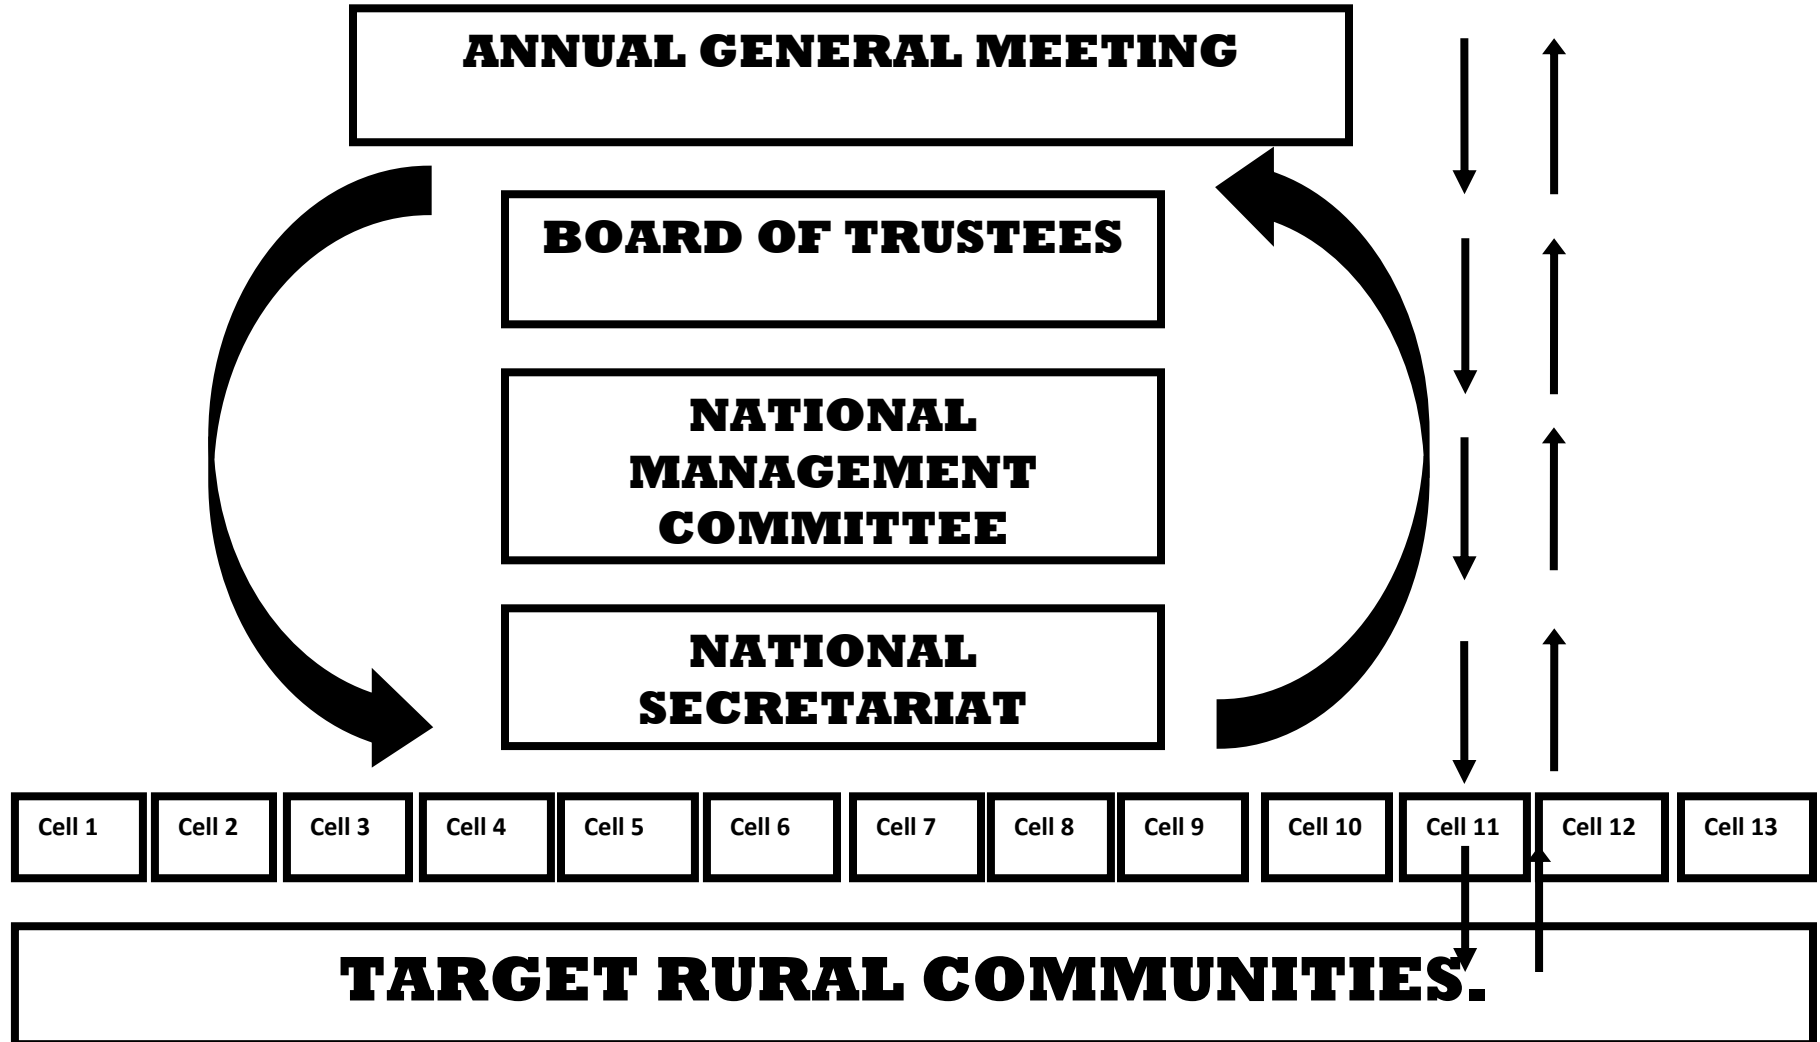 ANNUAL GENERAL MEETING
BOARD OF TRUSTEES
NATIONAL
MANAGEMENT
COMMITTEE
NATIONAL
SECRETARIAT
Cell 1 Cell 2 Cell 3 Cell 4 Cell 5 Cell 6 Cell 7 Cell 8 Cell 9 Cell 10 Cell 11 Cell 12 Cell 13
TARGET RURAL COMMUNITIES.